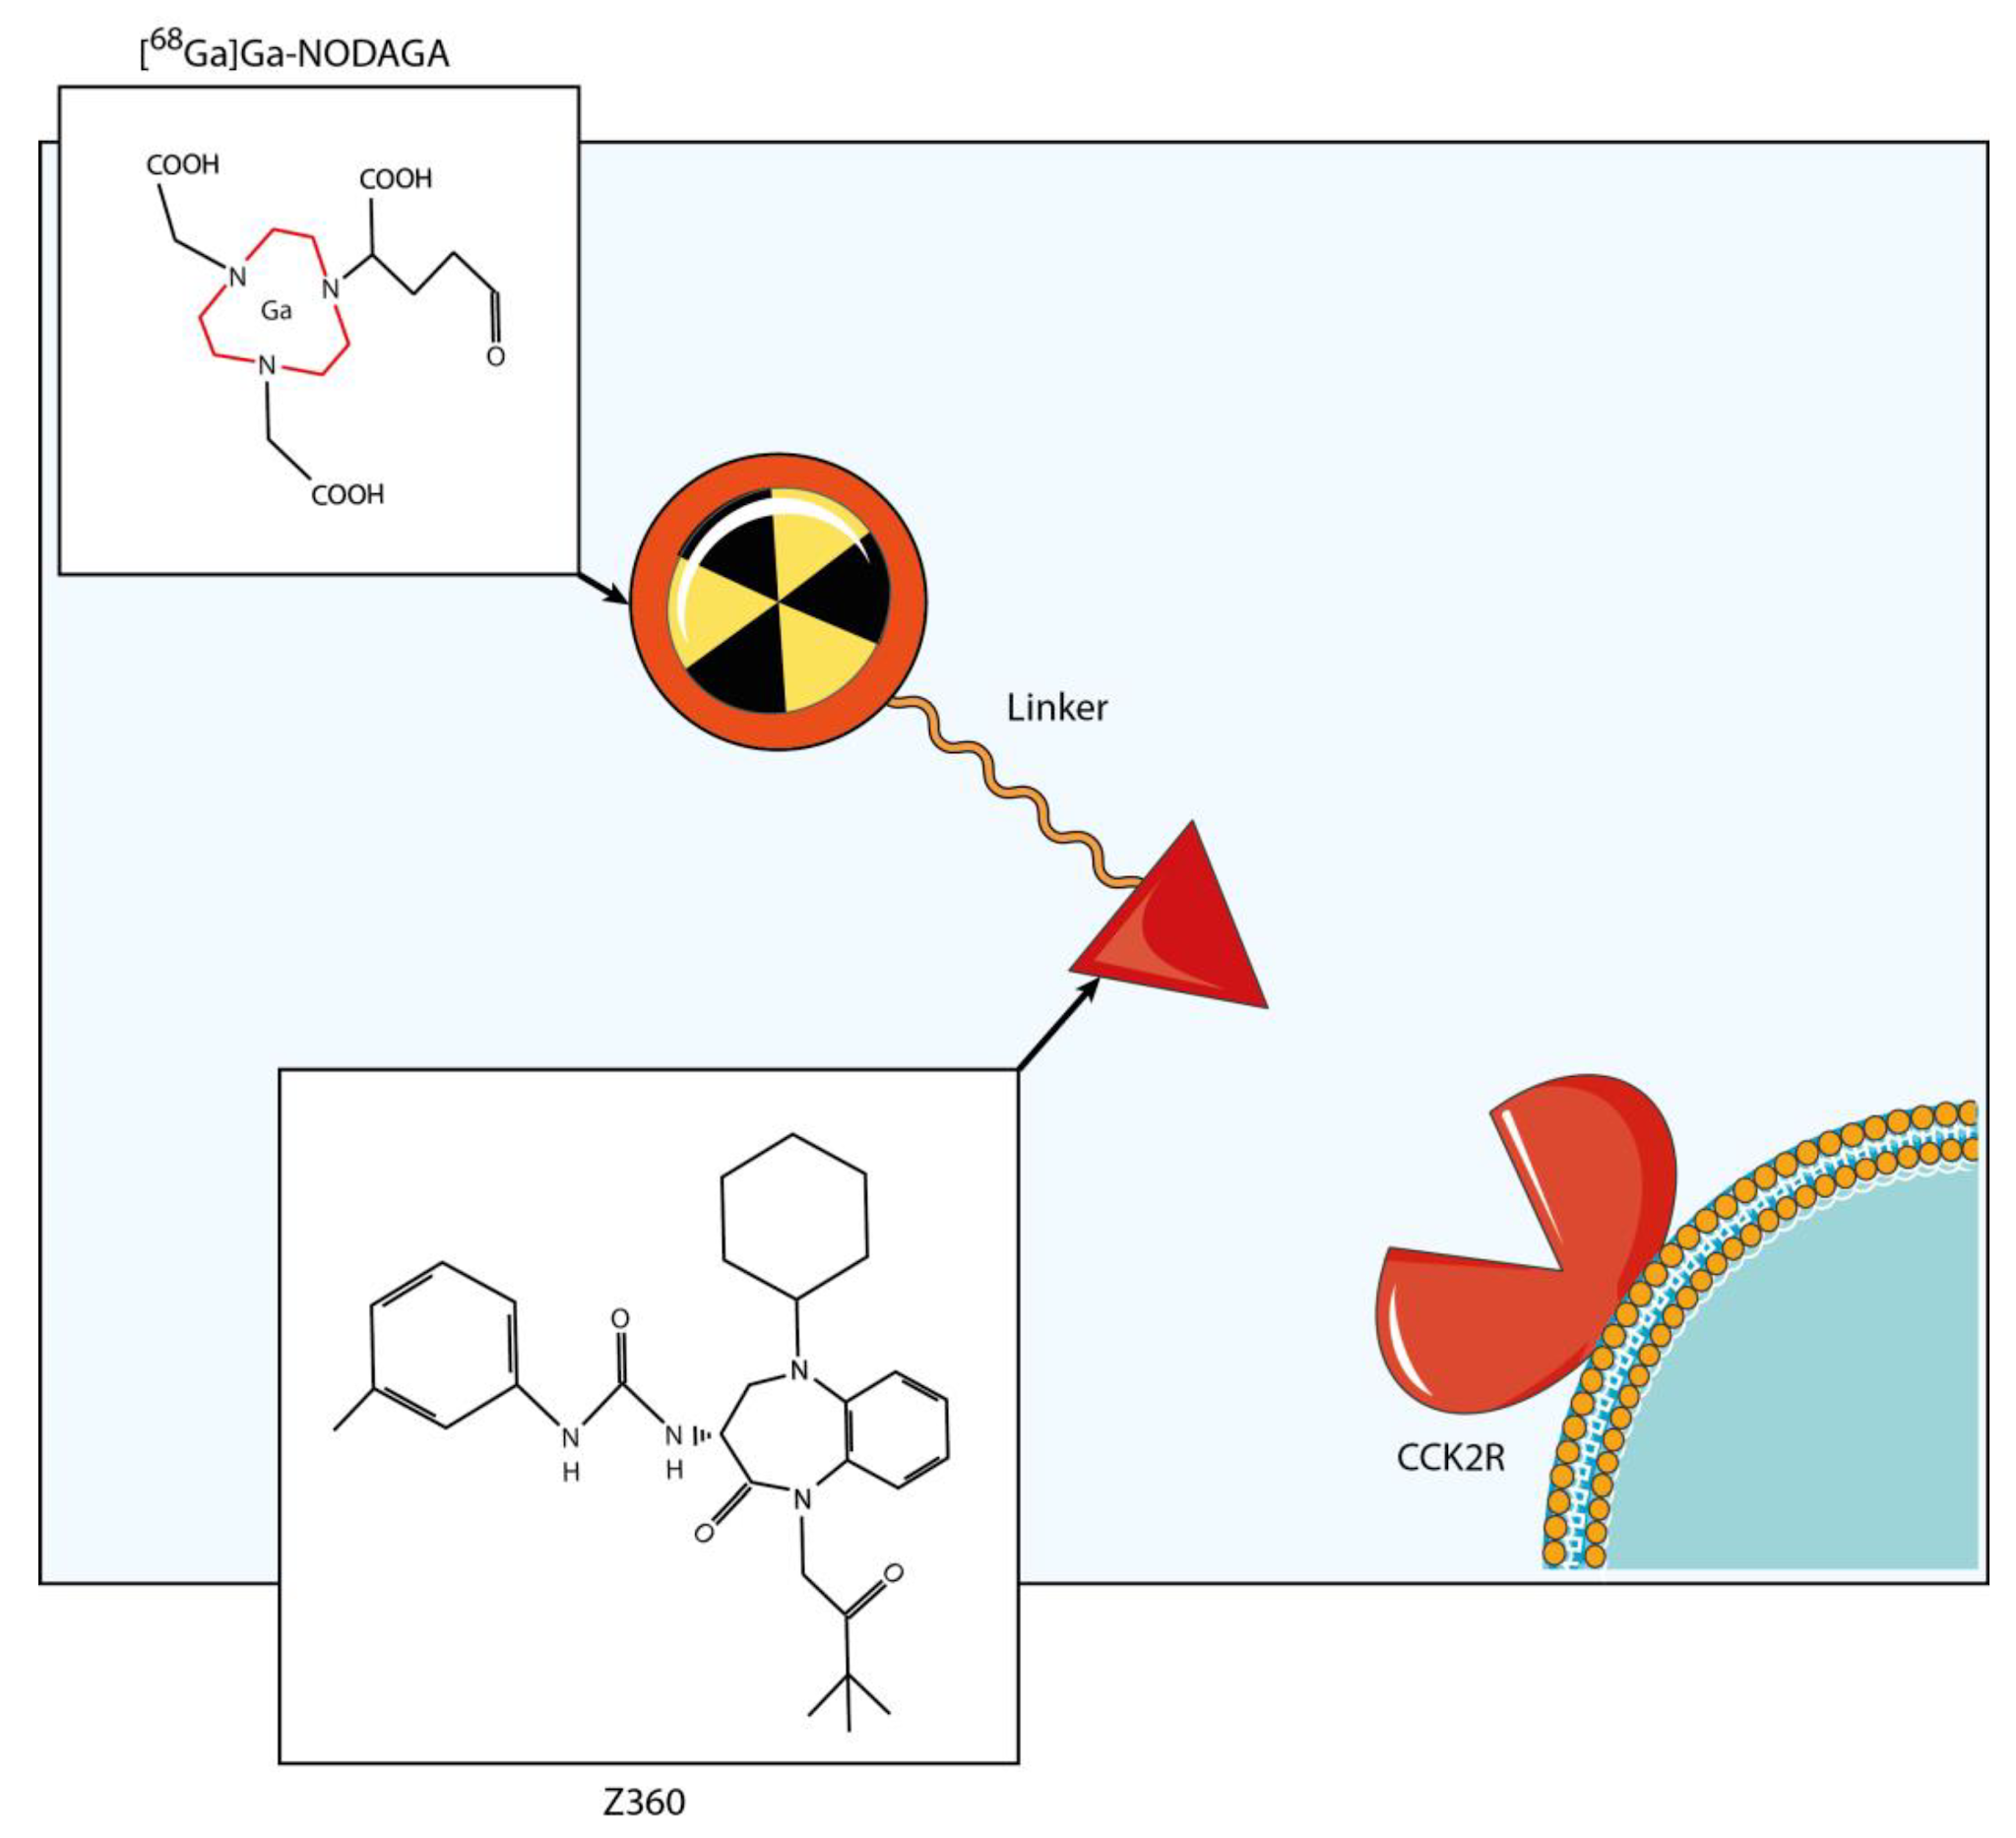 [⁶⁸Ga]Ga-NODAGA
COOH
COOH
N
N
Ga
O
N
COOH
Linker
O
N
N
N
H
H
O
N
O
CCK2R
Z360